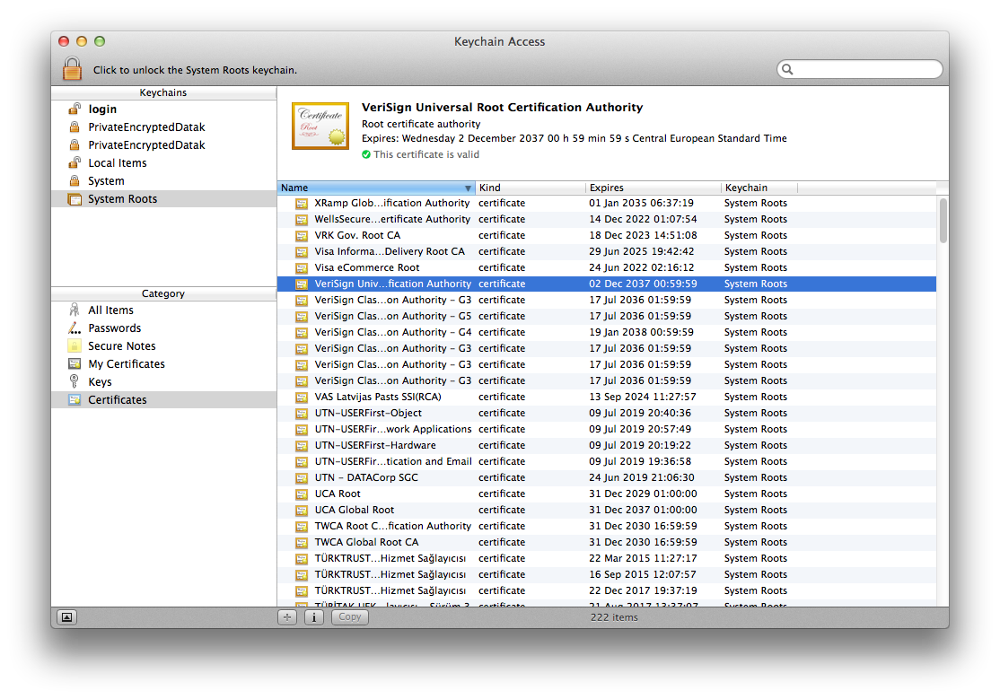 Keychain Access
Click to unlock the System Roots keychain.
Keychains
login
PrivateEncryptedDatak
PrivateEncryptedDatak
Local Items
System
System Roots
Category
All Items
Passwords
Secure Notes
My Certificates
Keys
Certificates
Certificate
Root
VeriSign Universal Root Certification Authority
Root certificate authority
Expires: Wednesday 2 December 2037 00 h 59 min 59 s Central European Standard Time
This certificate is valid
Name Kind Expires Keychain
XRamp Glob...ification Authority certificate 01 Jan 2035 06:37:19 System Roots
WellsSecure...ertificate Authority certificate 14 Dec 2022 01:07:54 System Roots
VRK Gov. Root CA certificate 18 Dec 2023 14:51:08 System Roots
Visa Informa...Delivery Root CA certificate 29 Jun 2025 19:42:42 System Roots
Visa eCommerce Root certificate 24 Jun 2022 02:16:12 System Roots
VeriSign Univ...fication Authority certificate 02 Dec 2037 00:59:59 System Roots
VeriSign Clas...on Authority - G3 certificate 17 Jul 2036 01:59:59 System Roots
VeriSign Clas...on Authority - G5 certificate 17 Jul 2036 01:59:59 System Roots
VeriSign Clas...on Authority - G4 certificate 19 Jan 2038 00:59:59 System Roots
VeriSign Clas...on Authority - G3 certificate 17 Jul 2036 01:59:59 System Roots
VeriSign Clas...on Authority - G3 certificate 17 Jul 2036 01:59:59 System Roots
VeriSign Clas...on Authority - G3 certificate 17 Jul 2036 01:59:59 System Roots
VAS Latvijas Pasts SSI(RCA) certificate 13 Sep 2024 11:27:57 System Roots
UTN-USERFirst-Object certificate 09 Jul 2019 20:40:36 System Roots
UTN-USERFir...work Applications certificate 09 Jul 2019 20:57:49 System Roots
UTN-USERFirst-Hardware certificate 09 Jul 2019 20:19:22 System Roots
UTN-USERFir...tication and Email certificate 09 Jul 2019 19:36:58 System Roots
UTN - DATACorp SGC certificate 24 Jun 2019 21:06:30 System Roots
UCA Root certificate 31 Dec 2029 01:00:00 System Roots
UCA Global Root certificate 31 Dec 2037 01:00:00 System Roots
TWCA Root C...fication Authority certificate 31 Dec 2030 16:59:59 System Roots
TWCA Global Root CA certificate 31 Dec 2030 16:59:59 System Roots
TÜRKTRUST...Hizmet Sağlayıcısı certificate 22 Mar 2015 11:27:17 System Roots
TÜRKTRUST...Hizmet Sağlayıcısı certificate 16 Sep 2015 12:07:57 System Roots
TÜRKTRUST...Hizmet Sağlayıcısı certificate 22 Dec 2017 19:37:19 System Roots
TÜBİTAK UEK...layıcısı - Sürüm 3 certificate 21 Aug 2017 13:37:07 System Roots
Copy
222 items